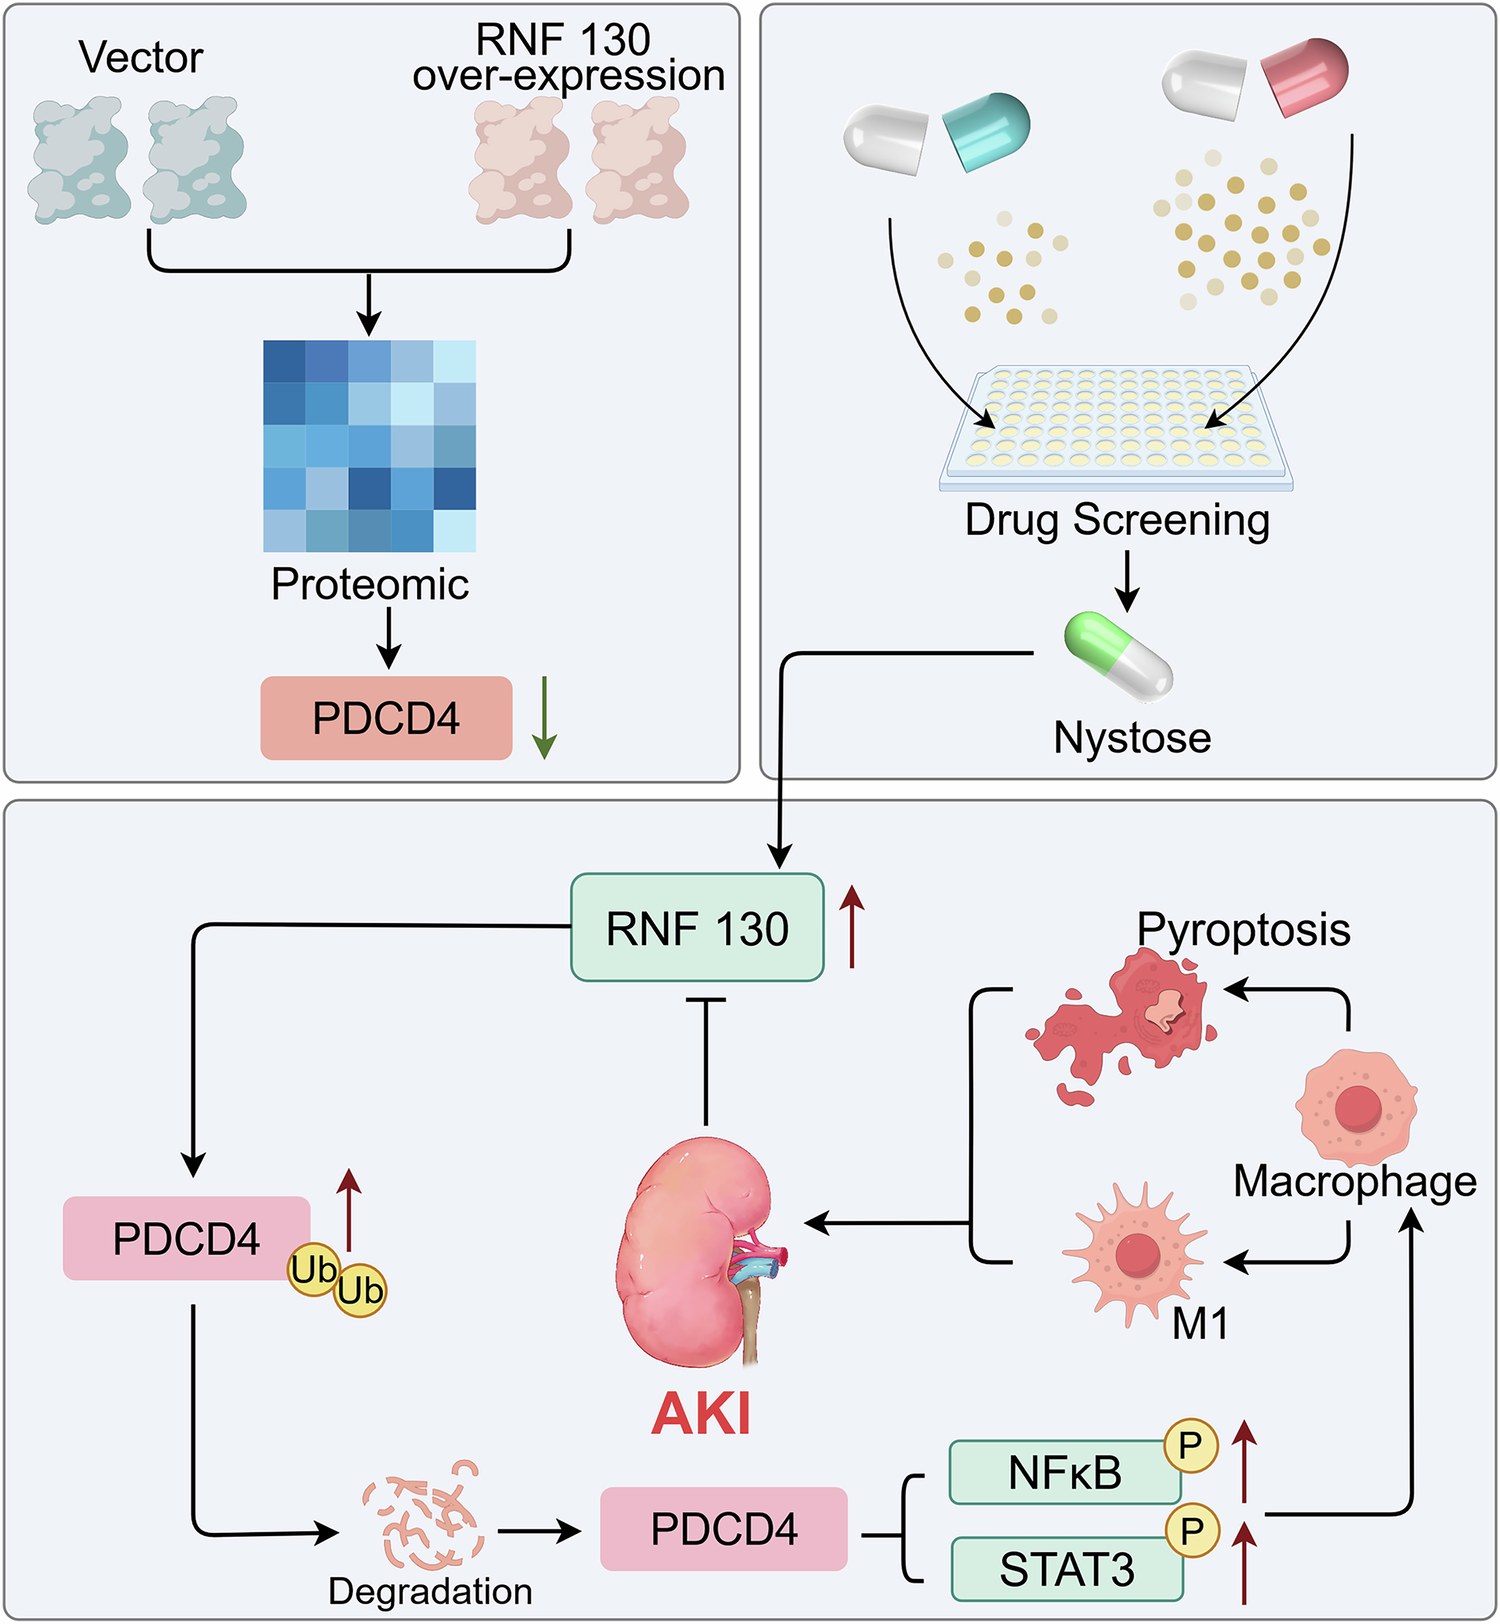 Vector
RNF 130
over-expression
Proteomic
PDCD4
Drug Screening
Nystose
RNF 130
Pyroptosis
Macrophage
M1
PDCD4
Ub
Ub
AKI
Degradation
PDCD4
NFκB
P
STAT3
P